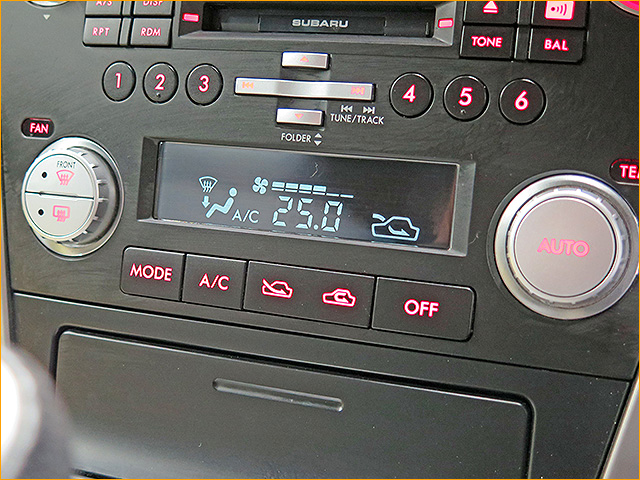 A/S DISP
SUBARU
RPT RDM
TONE BAL
1 2 3 4 5 6
TUNE/TRACK
FOLDER
FAN
FRONT
A/C 25.0
AUTO
MODE A/C OFF